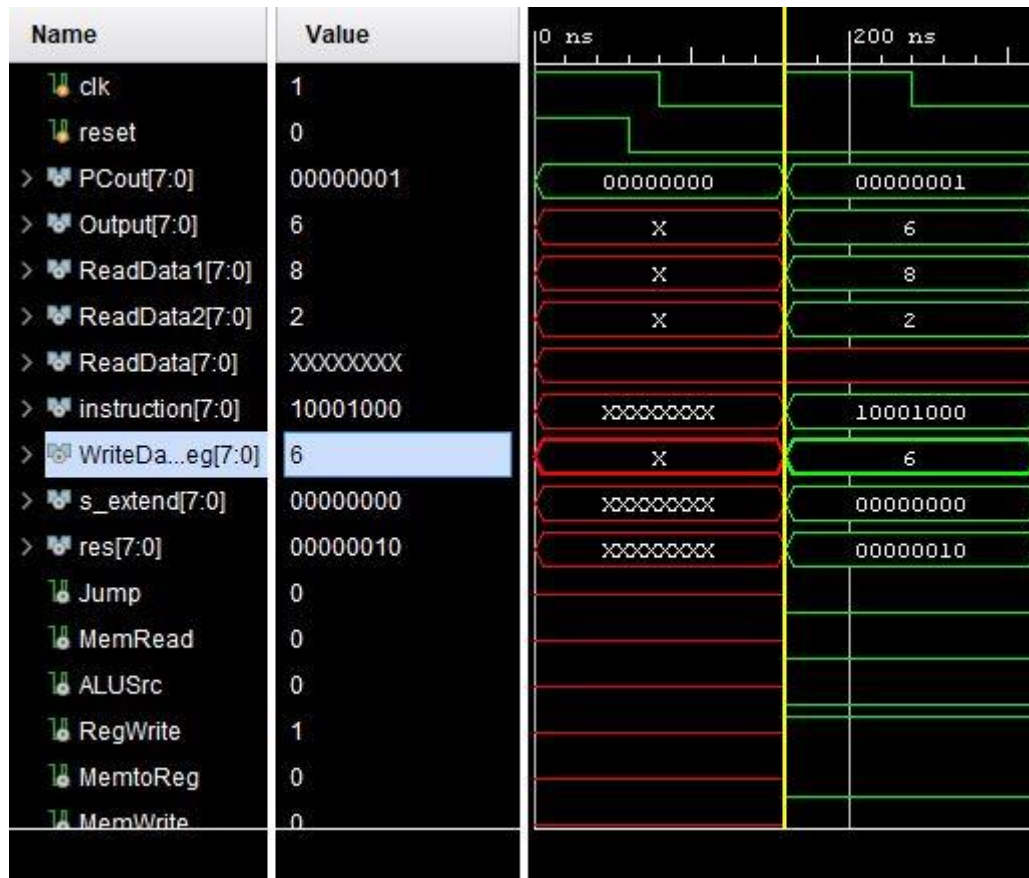 Name Value 0 ns 200 ns
clk 1
reset 0
PCout[7:0] 00000001 00000000 00000001
Output[7:0] 6 X 6
ReadData1[7:0] 8 X 8
ReadData2[7:0] 2 X 2
ReadData[7:0] XXXXXXXX
instruction[7:0] 10001000 XXXXXXXX 10001000
WriteDa...eg[7:0] 6 X 6
s_extend[7:0] 00000000 XXXXXXXX 00000000
res[7:0] 00000010 XXXXXXXX 00000010
Jump 0
MemRead 0
ALUSrc 0
RegWrite 1
MemtoReg 0
MemWrite 0